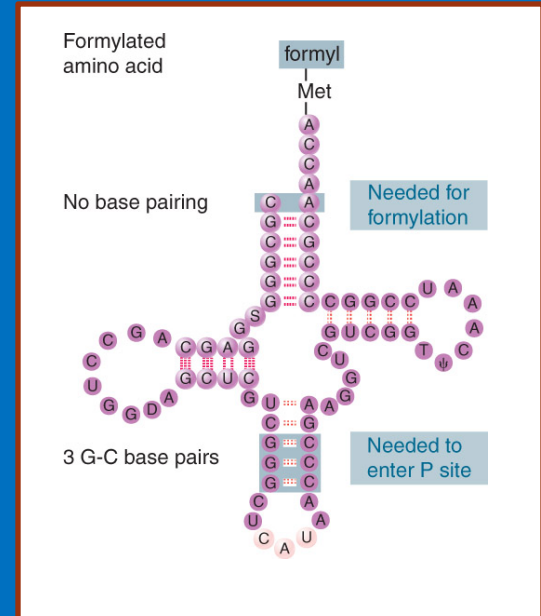 Formylated
amino acid
formyl
Met
A
C
C
A
No base pairing
C A
Needed for
formylation
G C
C G
G C
G C
G C C G G C C U A A
S
G G U C G G A
C C G A C G A G
C T ψ C
U G C U C
U
G
G
G G D A
G U A A
C G
3 G-C base pairs
G C
G C
G C
Needed to
enter P site
C A
U A
C A U